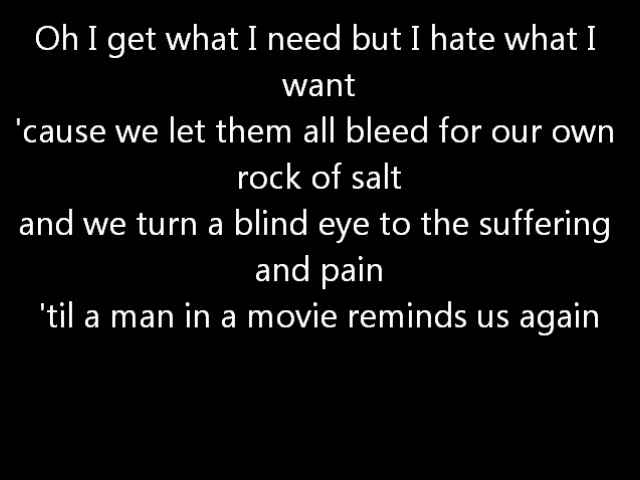 Oh I get what I need but I hate what I
want
'cause we let them all bleed for our own
rock of salt
and we turn a blind eye to the suffering
and pain
'til a man in a movie reminds us again